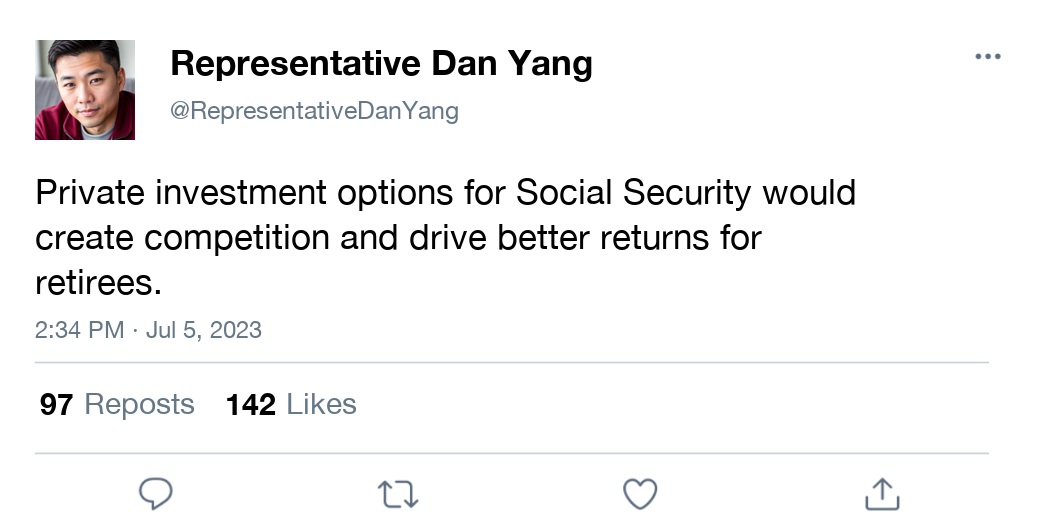 Representative Dan Yang
@RepresentativeDanYang
Private investment options for Social Security would
create competition and drive better returns for
retirees.
2:34 PM · Jul 5, 2023
97 Reposts 142 Likes